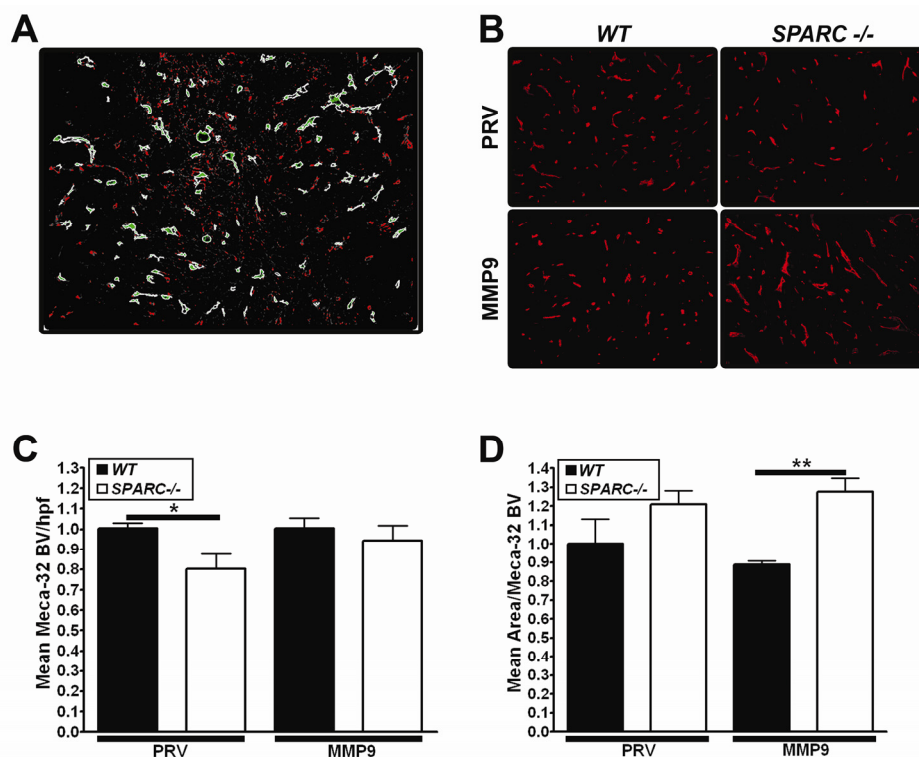 A
B
WT
SPARC -/-
PRV
MMP9
C
1.3
1.2
1.1
1.0
0.9
0.8
0.7
0.6
0.5
0.4
0.3
0.2
0.1
0.0
Mean Meca-32 BV/hpf
WT
SPARC-/-
*
PRV
MMP9
D
1.4
1.3
1.2
1.1
1.0
0.9
0.8
0.7
0.6
0.5
0.4
0.3
0.2
0.1
0.0
Mean Area/Meca-32 BV
WT
SPARC-/-
**
PRV
MMP9